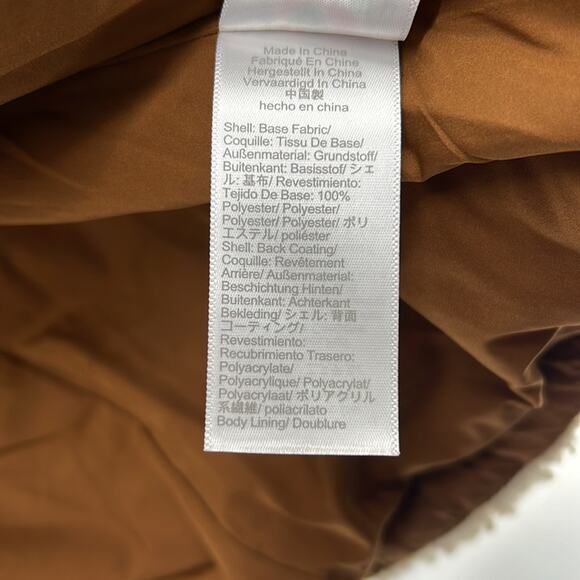 Made In China
Fabriqué En Chine
Hergestellt In China
Vervaardigd In China
中国製
hecho en china
Shell: Base Fabric/
Coquille: Tissu De Base/
Außenmaterial: Grundstoff/
Buitenkant: Basisstof/ シェ
ル: 基布/ Revestimiento:
Tejido De Base: 100%
Polyester/ Polyester/
Polyester/ Polyester/ ポリ
エステル/ poliéster
Shell: Back Coating/
Coquille: Revêtement
Arrière/ Außenmaterial:
Beschichtung Hinten/
Buitenkant: Achterkant
Bekleding/ シェル: 背面
コーティング/
Revestimiento:
Recubrimiento Trasero:
Polyacrylate/
Polyacrylique/ Polyacrylat/
Polyacrylaat/ ポリアクリル
系繊維/ poliacrilato
Body Lining/ Doublure